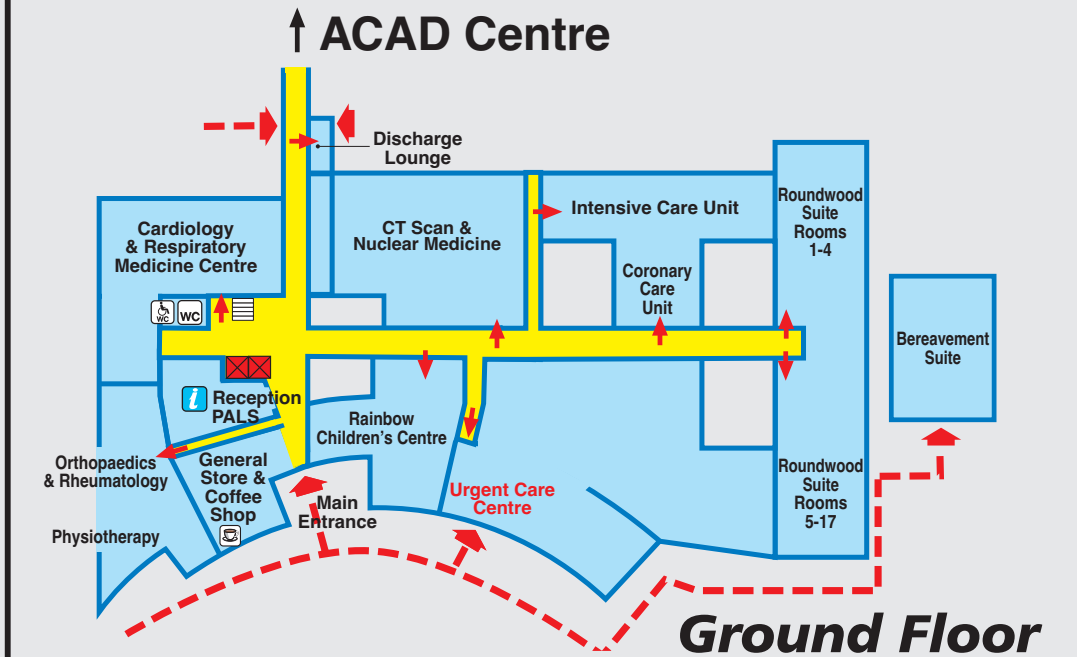 ACAD Centre
Discharge
Lounge
Cardiology
& Respiratory
Medicine Centre
CT Scan &
Nuclear Medicine
Intensive Care Unit
Roundwood
Suite
Rooms
1-4
Coronary
Care
Unit
WC
WC
Bereavement
Suite
i
Reception
PALS
Rainbow
Children's Centre
Orthopaedics
& Rheumatology
General
Store &
Coffee
Shop
Roundwood
Suite
Rooms
5-17
Urgent Care
Centre
Main
Entrance
Physiotherapy
Ground Floor